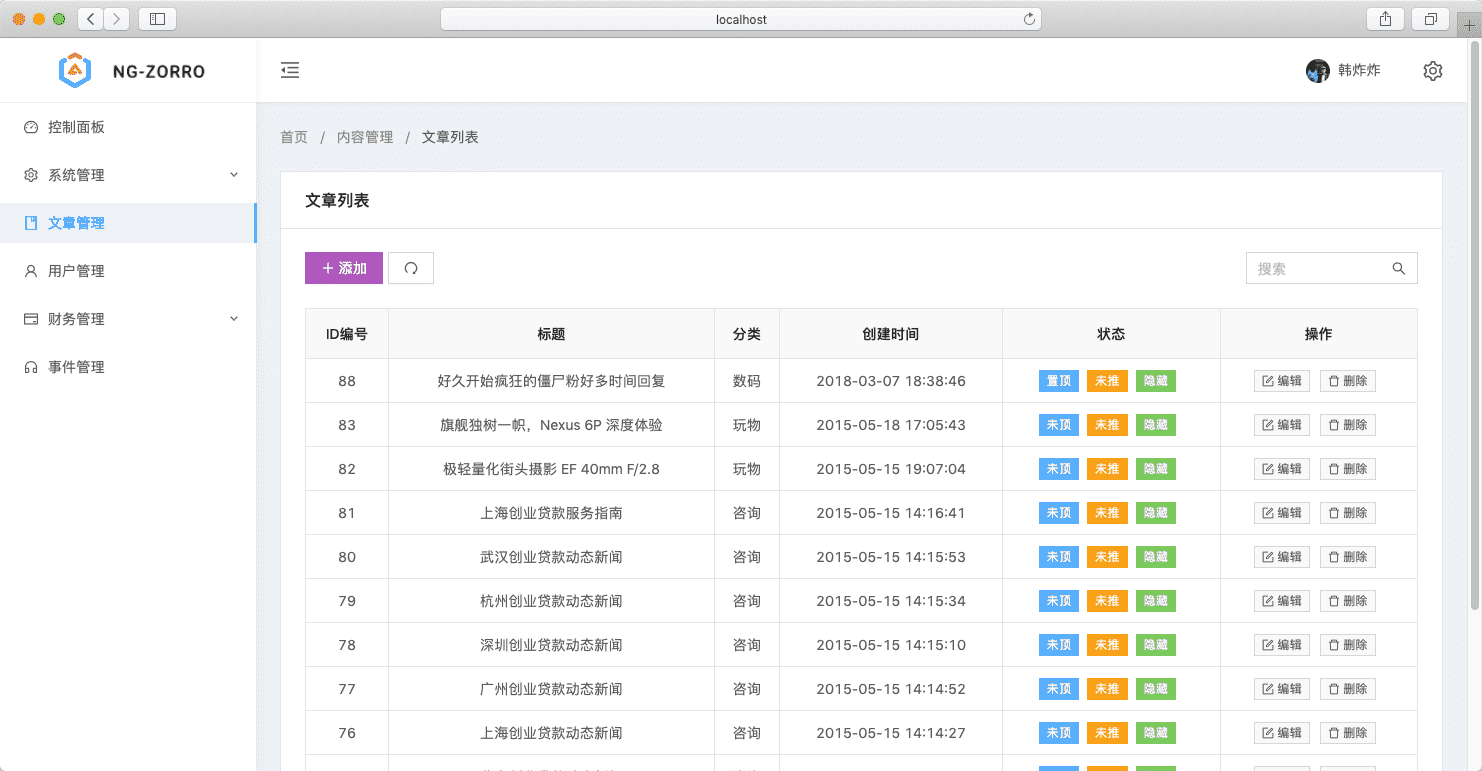 localhost
NG-ZORRO
韩炸炸
控制面板
系统管理
文章管理
用户管理
财务管理
事件管理
首页 / 内容管理 / 文章列表
文章列表
添加
搜索
ID编号 标题 分类 创建时间 状态 操作
88 好久开始疯狂的僵尸粉好多时间回复 数码 2018-03-07 18:38:46 置顶 未推 隐藏 编辑 删除
83 旗舰独树一帜，Nexus 6P 深度体验 玩物 2015-05-18 17:05:43 未顶 未推 隐藏 编辑 删除
82 极轻量化街头摄影 EF 40mm F/2.8 玩物 2015-05-15 19:07:04 未顶 未推 隐藏 编辑 删除
81 上海创业贷款服务指南 咨询 2015-05-15 14:16:41 未顶 未推 隐藏 编辑 删除
80 武汉创业贷款动态新闻 咨询 2015-05-15 14:15:53 未顶 未推 隐藏 编辑 删除
79 杭州创业贷款动态新闻 咨询 2015-05-15 14:15:34 未顶 未推 隐藏 编辑 删除
78 深圳创业贷款动态新闻 咨询 2015-05-15 14:15:10 未顶 未推 隐藏 编辑 删除
77 广州创业贷款动态新闻 咨询 2015-05-15 14:14:52 未顶 未推 隐藏 编辑 删除
76 上海创业贷款动态新闻 咨询 2015-05-15 14:14:27 未顶 未推 隐藏 编辑 删除